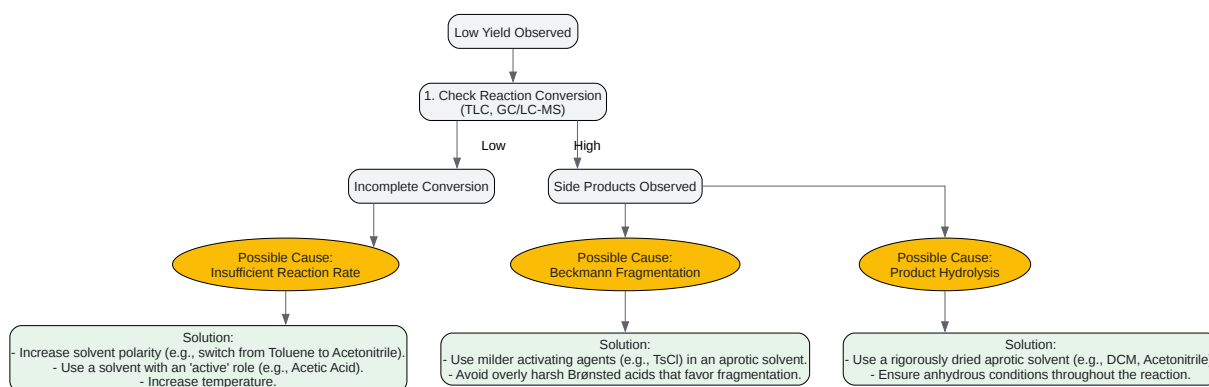 Low Yield Observed
1. Check Reaction Conversion
(TLC, GC/LC-MS)
Low
High
Incomplete Conversion
Side Products Observed
Possible Cause:
Insufficient Reaction Rate
Possible Cause:
Beckmann Fragmentation
Possible Cause:
Product Hydrolysis
Solution:
- Increase solvent polarity (e.g., switch from Toluene to Acetonitrile).
- Use a solvent with an 'active' role (e.g., Acetic Acid).
- Increase temperature.
Solution:
- Use milder activating agents (e.g., TsCl) in an aprotic solvent.
- Avoid overly harsh Brønsted acids that favor fragmentation.
Solution:
- Use a rigorously dried aprotic solvent (e.g., DCM, Acetonitrile)
- Ensure anhydrous conditions throughout the reaction.